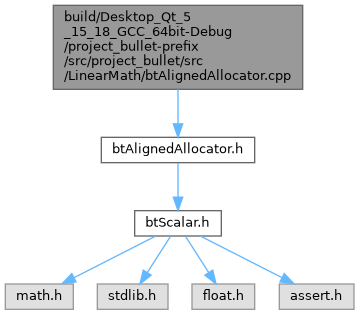 build/Desktop_Qt_5
_15_18_GCC_64bit-Debug
/project_bullet-prefix
/src/project_bullet/src
/LinearMath/btAlignedAllocator.cpp
btAlignedAllocator.h
btScalar.h
math.h
stdlib.h
float.h
assert.h